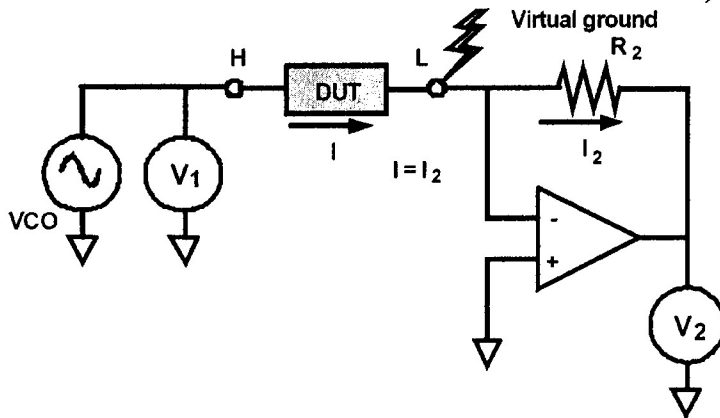 Virtual ground
H
L
R2
DUT
I
I2
I = I2
VCO
V1
-
+
V2